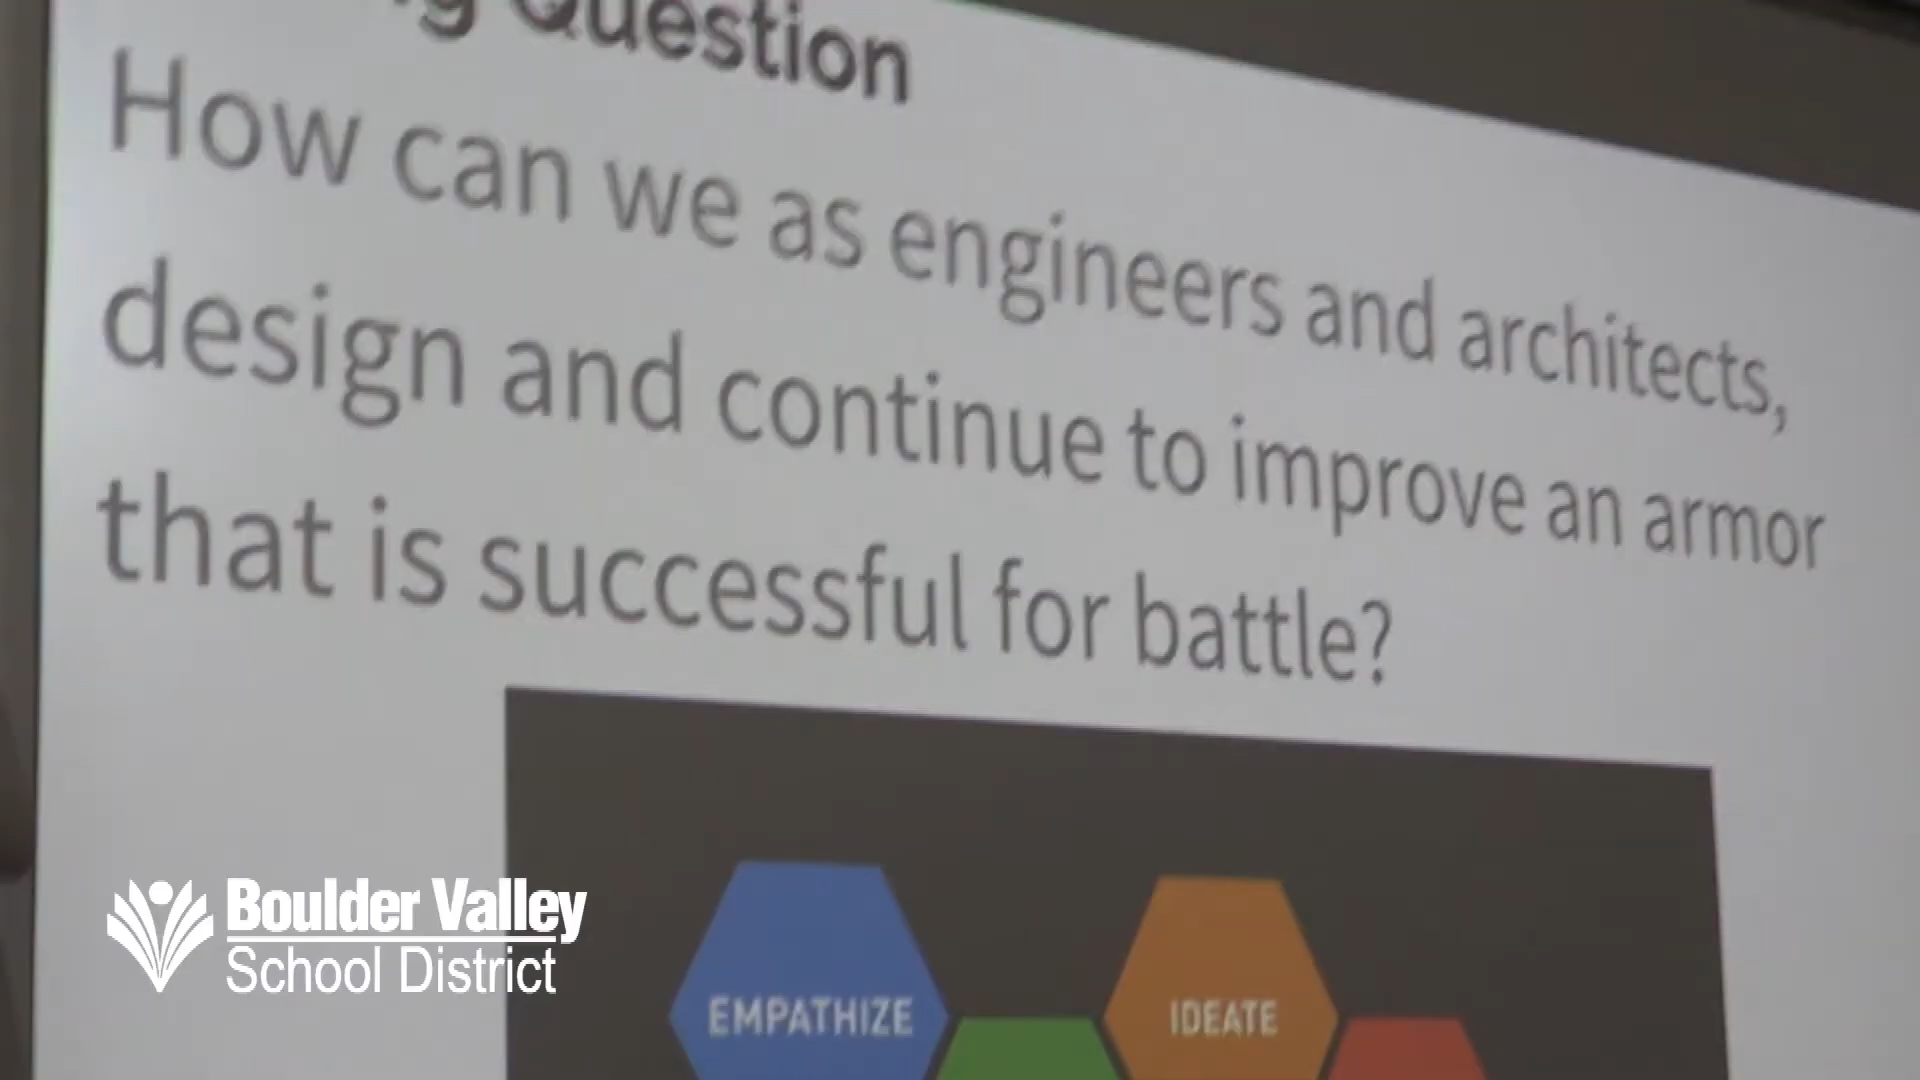 Question
How can we as engineers and architects,
design and continue to improve an armor
that is successful for battle?
EMPATHIZE
IDEATE
Boulder Valley
School District